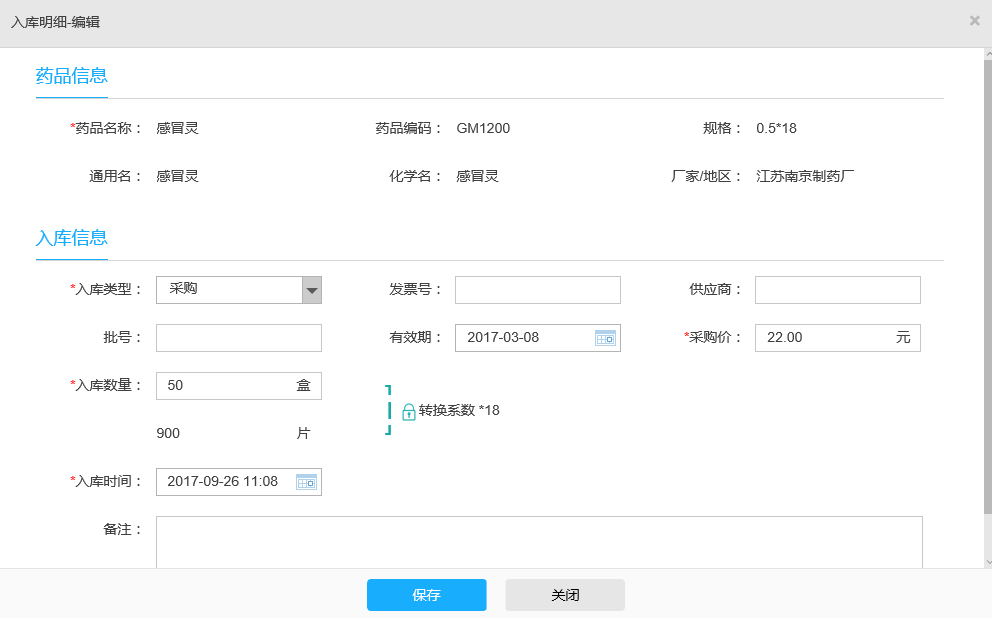 入库明细-编辑
药品信息
*药品名称： 感冒灵 药品编码： GM1200 规格： 0.5*18
通用名： 感冒灵 化学名： 感冒灵 厂家/地区： 江苏南京制药厂
入库信息
*入库类型： 采购 发票号： 供应商：
批号： 有效期： 2017-03-08 *采购价： 22.00 元
*入库数量： 50 盒
转换系数 *18
900 片
*入库时间： 2017-09-26 11:08
备注：
保存 关闭